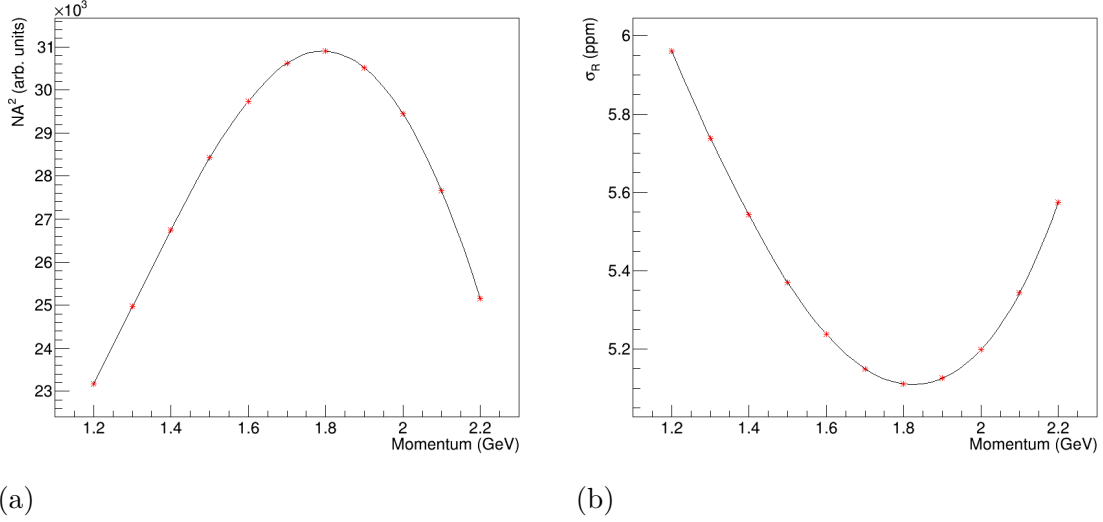 ×10³
NA² (arb. units)
31
30
29
28
27
26
25
24
23
1.2 1.4 1.6 1.8 2 2.2
Momentum (GeV)
(a)
σR (ppm)
6
5.8
5.6
5.4
5.2
1.2 1.4 1.6 1.8 2 2.2
Momentum (GeV)
(b)